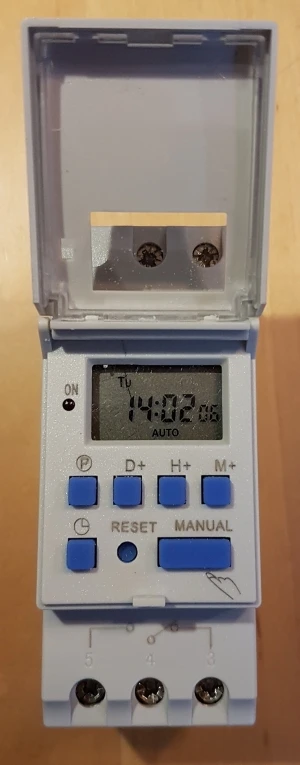 Tu
ON
14:02 06
AUTO
P D+ H+ M+
RESET MANUAL
5 4 3